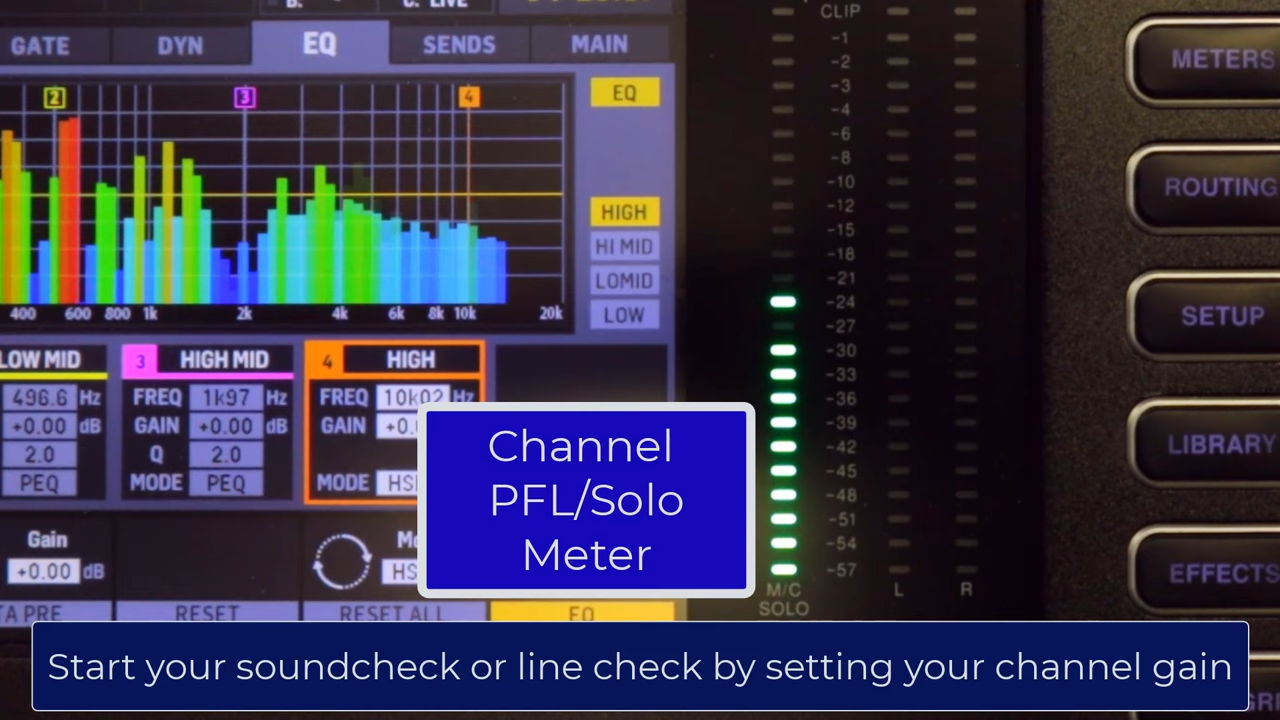 B: C: LIVE
GATE DYN EQ SENDS MAIN
2 3 4 EQ
HIGH
HI MID
LOMID
LOW
400 600 800 1k 2k 4k 6k 8k 10k 20k
LOW MID 3 HIGH MID 4 HIGH
496.6 Hz FREQ 1k97 Hz FREQ 10k02 Hz
+0.00 dB GAIN +0.00 dB GAIN
2.0 Q 2.0
PEQ MODE PEQ MODE
Gain
+0.00 dB
PRE RESET RESET ALL EQ
CLIP
-1
-2
-3
-4
-6
-8
-10
-12
-15
-18
-21
-24
-27
-30
-33
-36
-39
-42
-45
-48
-51
-54
-57
M/C L R
SOLO
METERS
ROUTING
SETUP
LIBRARY
EFFECTS
Channel
PFL/Solo
Meter
Start your soundcheck or line check by setting your channel gain